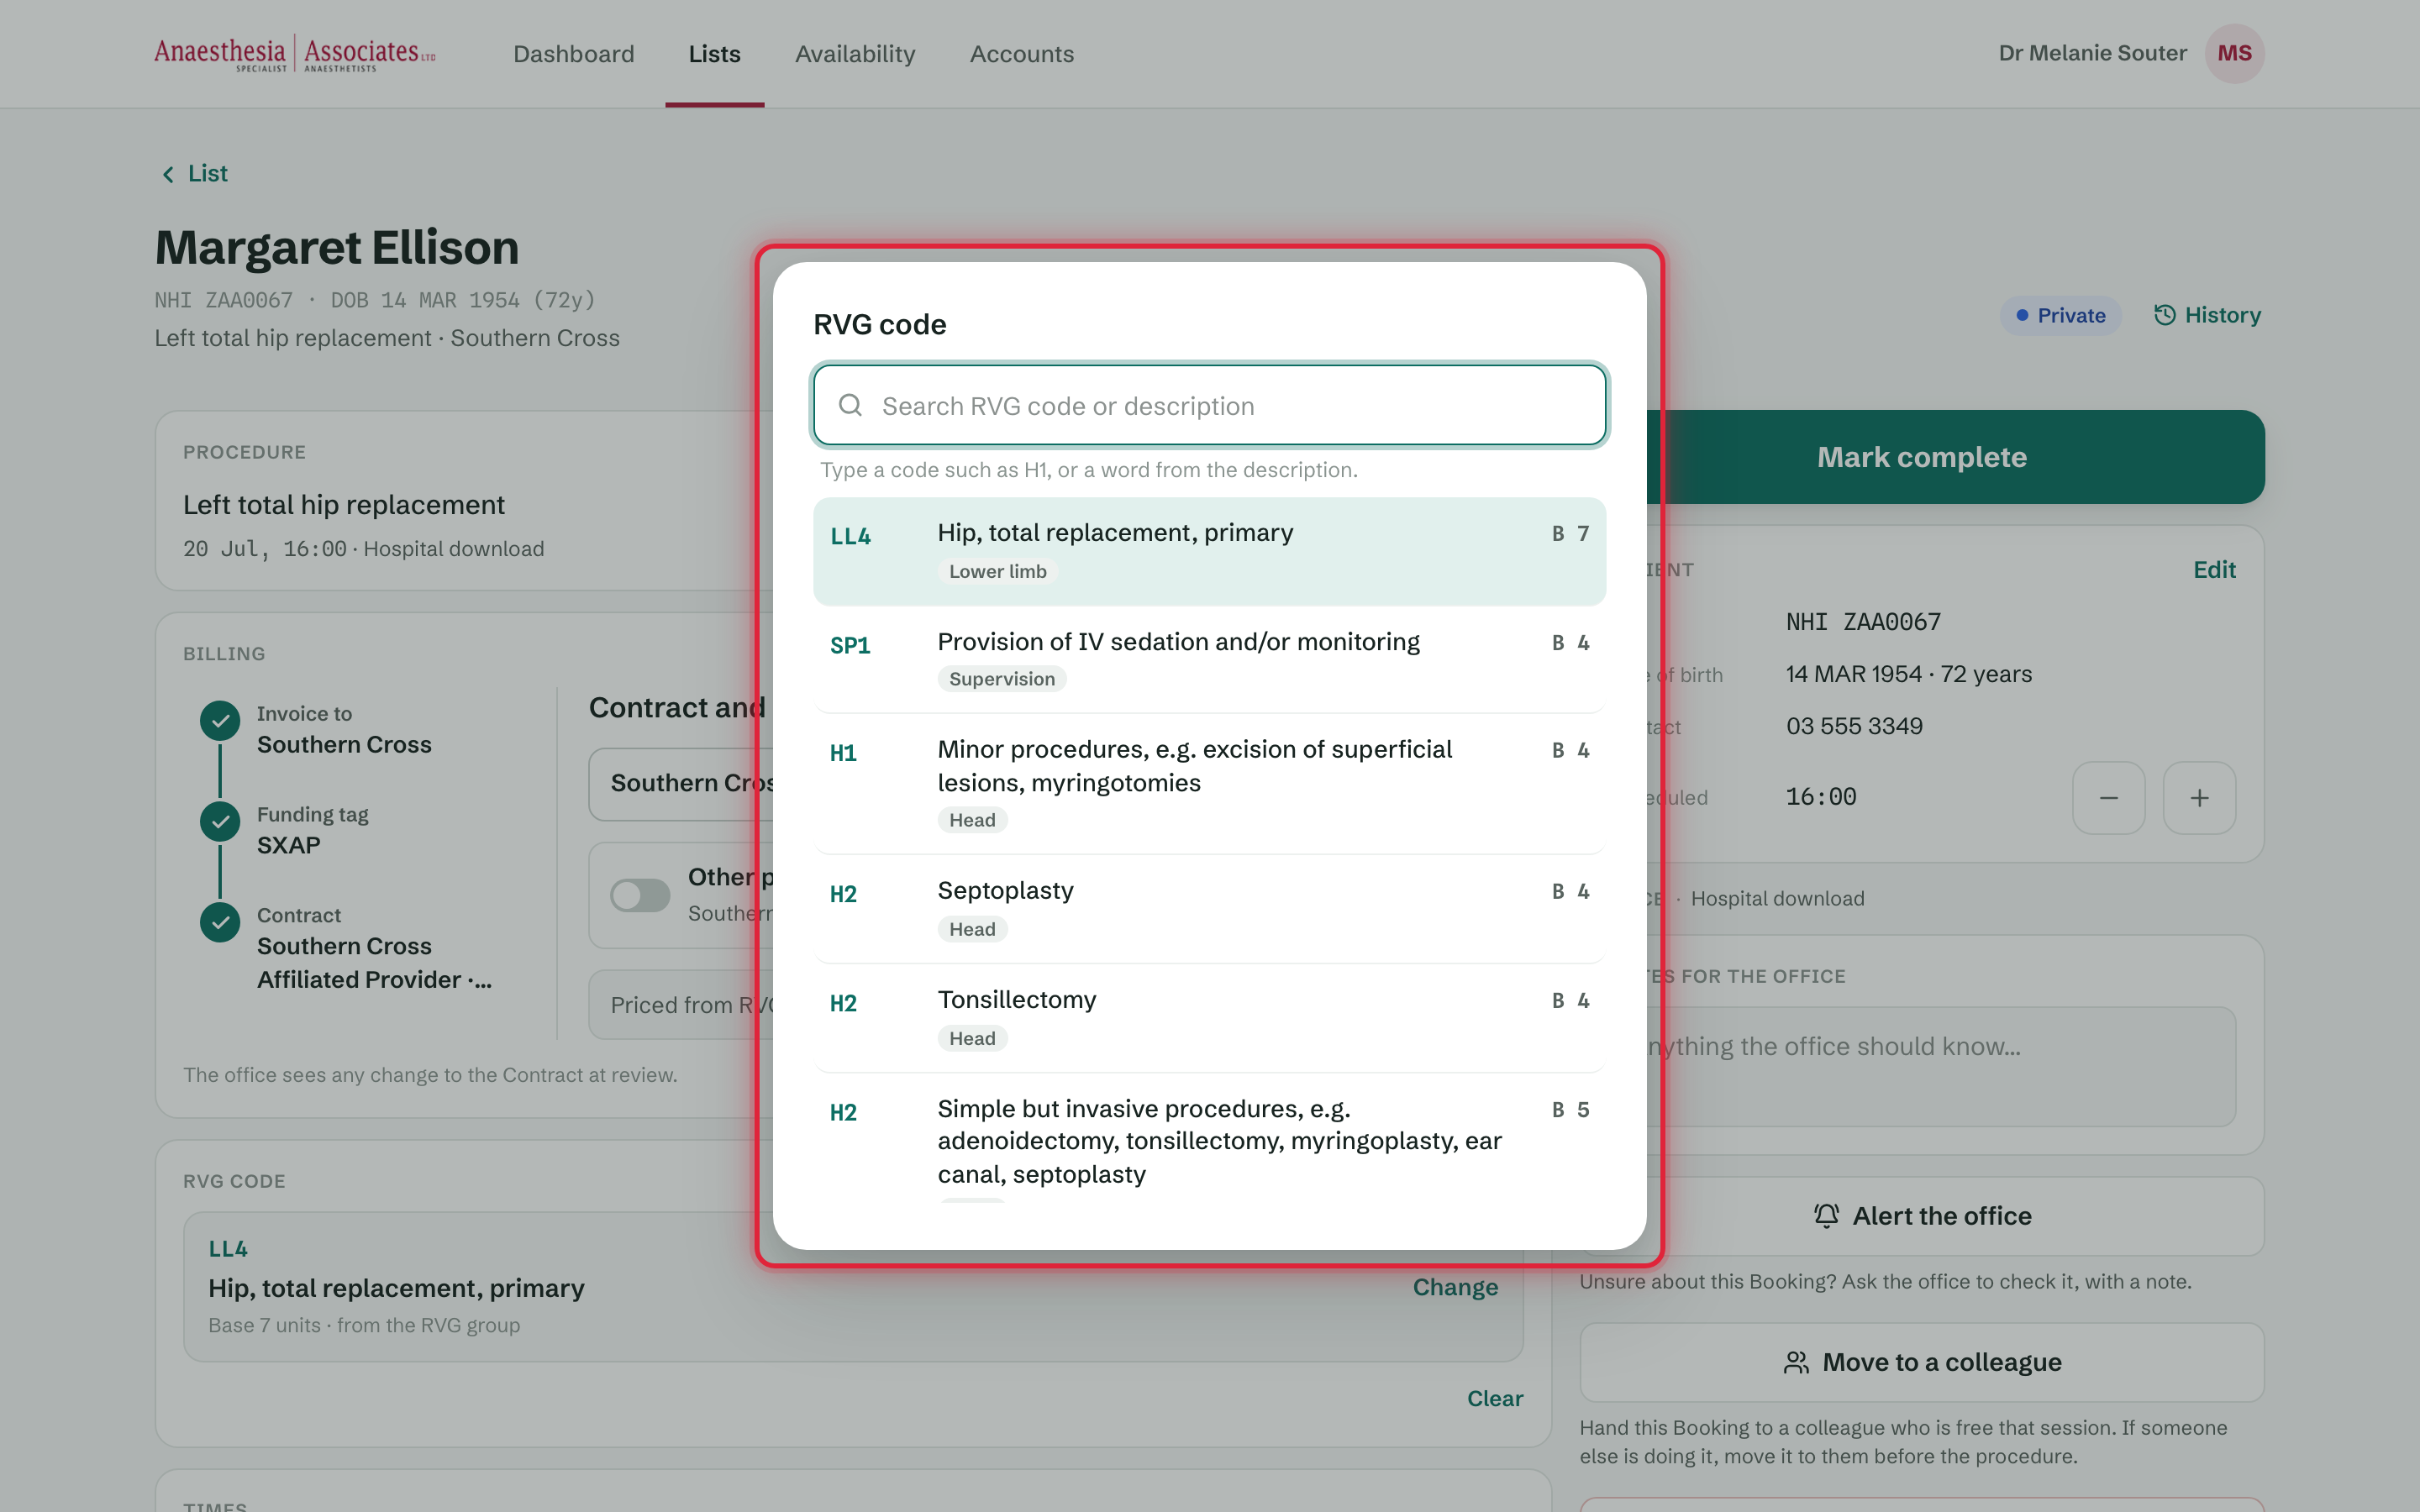 Anaesthesia Associates LTD
SPECIALIST ANAESTHETISTS
Dashboard
Lists
Availability
Accounts
Dr Melanie Souter
MS
List
Margaret Ellison
NHI ZAA0067 · DOB 14 MAR 1954 (72y)
Left total hip replacement · Southern Cross
Private
History
PROCEDURE
Left total hip replacement
20 Jul, 16:00 · Hospital download
BILLING
Invoice to
Southern Cross
Funding tag
SXAP
Contract
Southern Cross
Affiliated Provider ·...
Contract and
Southern Cros
Other p
Southern
Priced from RVG
The office sees any change to the Contract at review.
RVG CODE
LL4
Hip, total replacement, primary
Base 7 units · from the RVG group
Change
Clear
TIMES
RVG code
Search RVG code or description
Type a code such as H1, or a word from the description.
LL4
Hip, total replacement, primary
B 7
Lower limb
SP1
Provision of IV sedation and/or monitoring
B 4
Supervision
H1
Minor procedures, e.g. excision of superficial
lesions, myringotomies
B 4
Head
H2
Septoplasty
B 4
Head
H2
Tonsillectomy
B 4
Head
H2
Simple but invasive procedures, e.g.
adenoidectomy, tonsillectomy, myringoplasty, ear
canal, septoplasty
B 5
Mark complete
Edit
NHI ZAA0067
of birth
14 MAR 1954 · 72 years
03 555 3349
16:00
· Hospital download
FOR THE OFFICE
the office should know...
Alert the office
Unsure about this Booking? Ask the office to check it, with a note.
Move to a colleague
Hand this Booking to a colleague who is free that session. If someone
else is doing it, move it to them before the procedure.